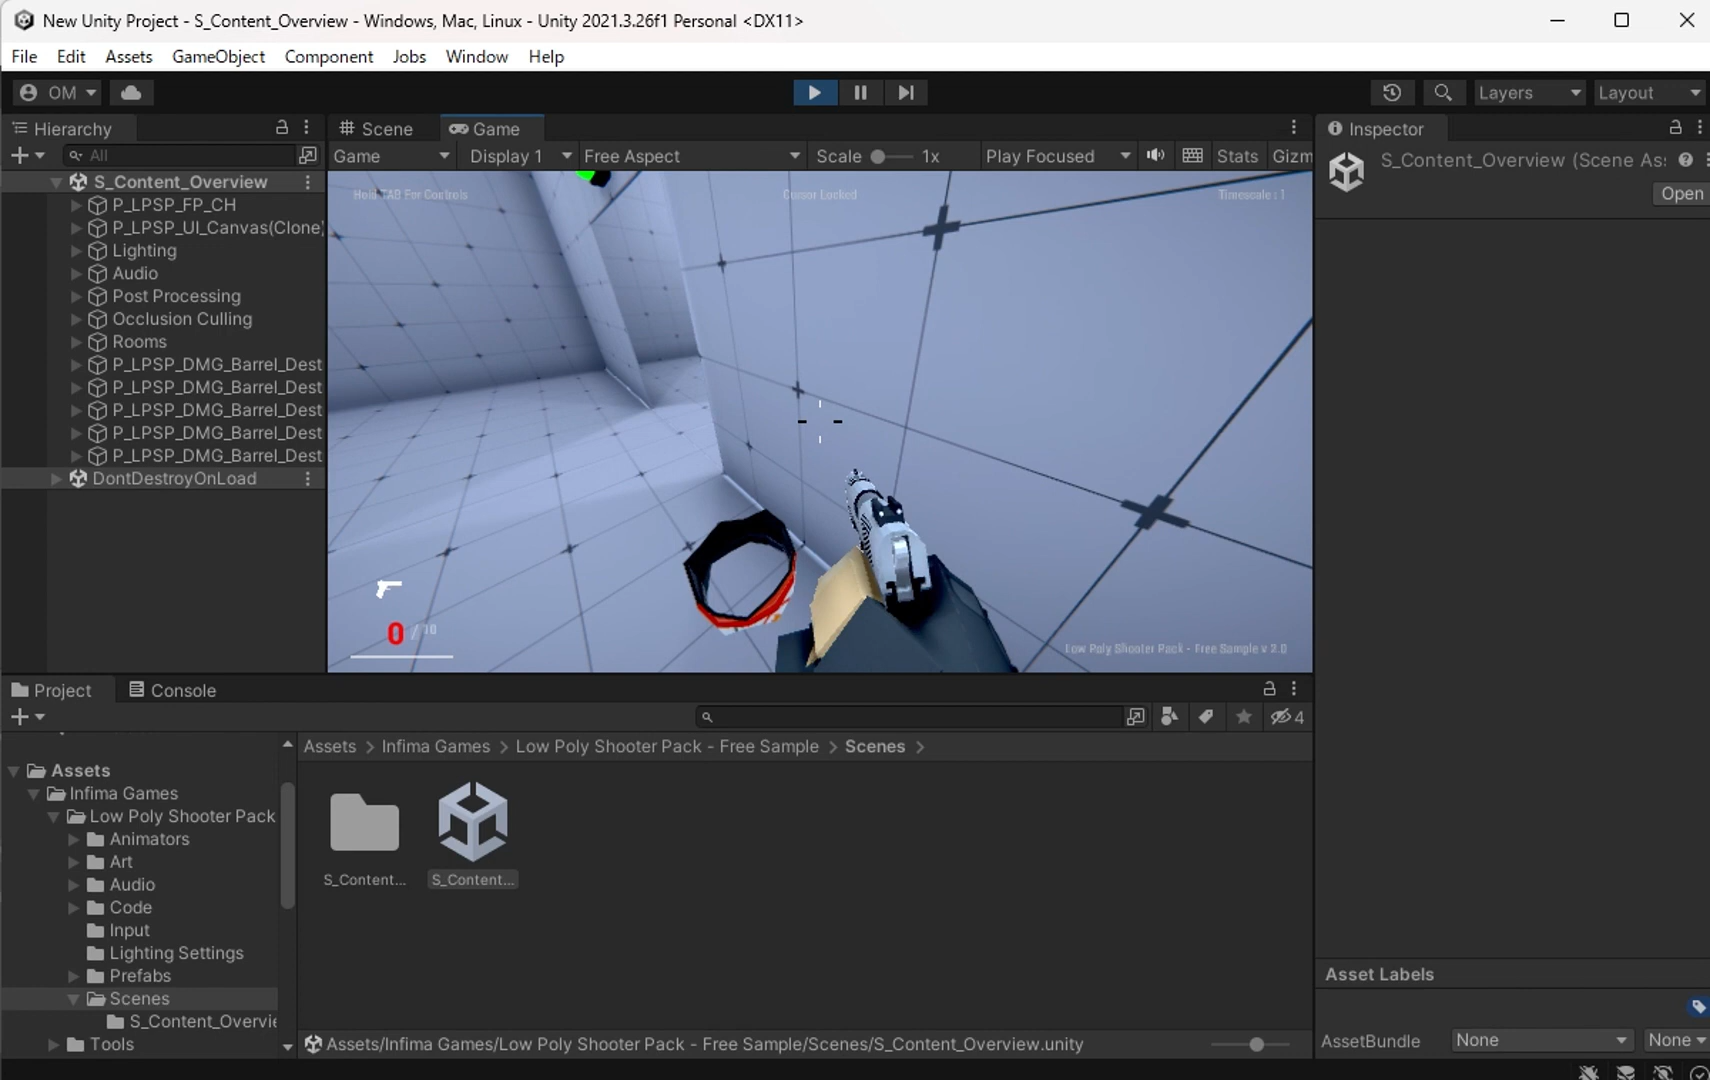 New Unity Project - S_Content_Overview - Windows, Mac, Linux - Unity 2021.3.26f1 Personal <DX11>
File Edit Assets GameObject Component Jobs Window Help
OM
Layers
Layout
Hierarchy
Scene
Game
Inspector
All
Game
Display 1
Free Aspect
Scale
1x
Play Focused
Stats
Gizm
S_Content_Overview (Scene As:
Open
S_Content_Overview
P_LPSP_FP_CH
P_LPSP_UI_Canvas(Clone)
Lighting
Audio
Post Processing
Occlusion Culling
Rooms
P_LPSP_DMG_Barrel_Dest
P_LPSP_DMG_Barrel_Dest
P_LPSP_DMG_Barrel_Dest
P_LPSP_DMG_Barrel_Dest
P_LPSP_DMG_Barrel_Dest
DontDestroyOnLoad
Hold TAB For Controls
Cursor Locked
Timescale : 1
0 / 10
Low Poly Shooter Pack - Free Sample v 2.0
Project
Console
4
Assets > Infima Games > Low Poly Shooter Pack - Free Sample > Scenes >
Assets
Infima Games
Low Poly Shooter Pack
Animators
Art
Audio
Code
Input
Lighting Settings
Prefabs
Scenes
S_Content_Overvie
Tools
S_Content...
S_Content...
Assets/Infima Games/Low Poly Shooter Pack - Free Sample/Scenes/S_Content_Overview.unity
Asset Labels
AssetBundle
None
None